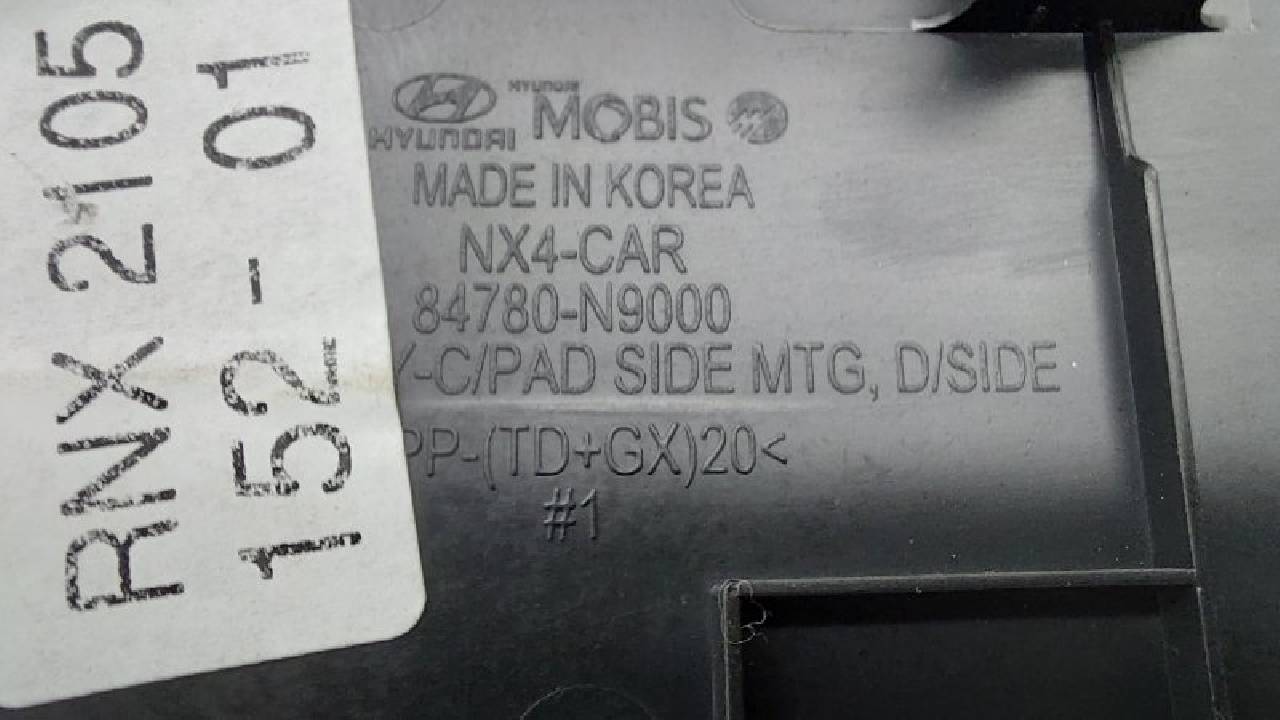 RNX 2105
152-01
HYUNDAI
HYUNDAI
MOBIS
MADE IN KOREA
NX4-CAR
84780-N9000
Y-C/PAD SIDE MTG, D/SIDE
PP-(TD+GX)20<
#1